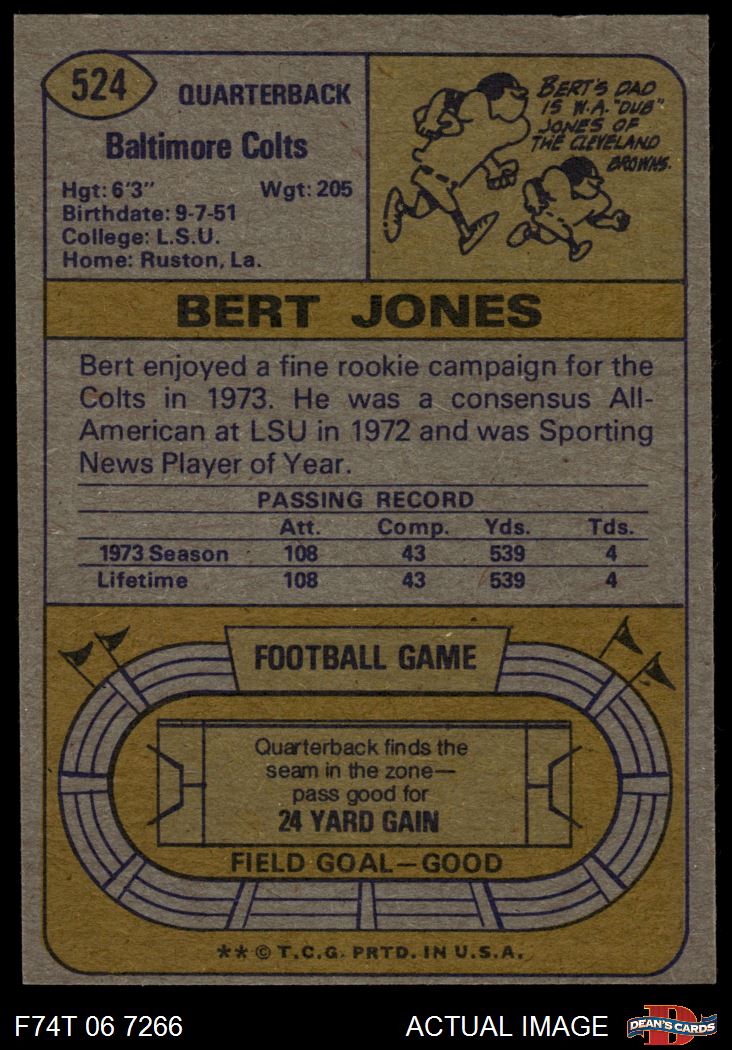 524
QUARTERBACK
Baltimore Colts
Hgt: 6'3" Wgt: 205
Birthdate: 9-7-51
College: L.S.U.
Home: Ruston, La.
BERT'S DAD
IS W.A. "DUB"
JONES OF
THE CLEVELAND
BROWNS.
BERT JONES
Bert enjoyed a fine rookie campaign for the
Colts in 1973. He was a consensus All-
American at LSU in 1972 and was Sporting
News Player of Year.
PASSING RECORD
Att. Comp. Yds. Tds.
1973 Season 108 43 539 4
Lifetime 108 43 539 4
FOOTBALL GAME
Quarterback finds the
seam in the zone—
pass good for
24 YARD GAIN
FIELD GOAL—GOOD
** © T.C.G. PRTD. IN U.S.A.
F74T 06 7266 ACTUAL IMAGE
D
DEAN'S CARDS